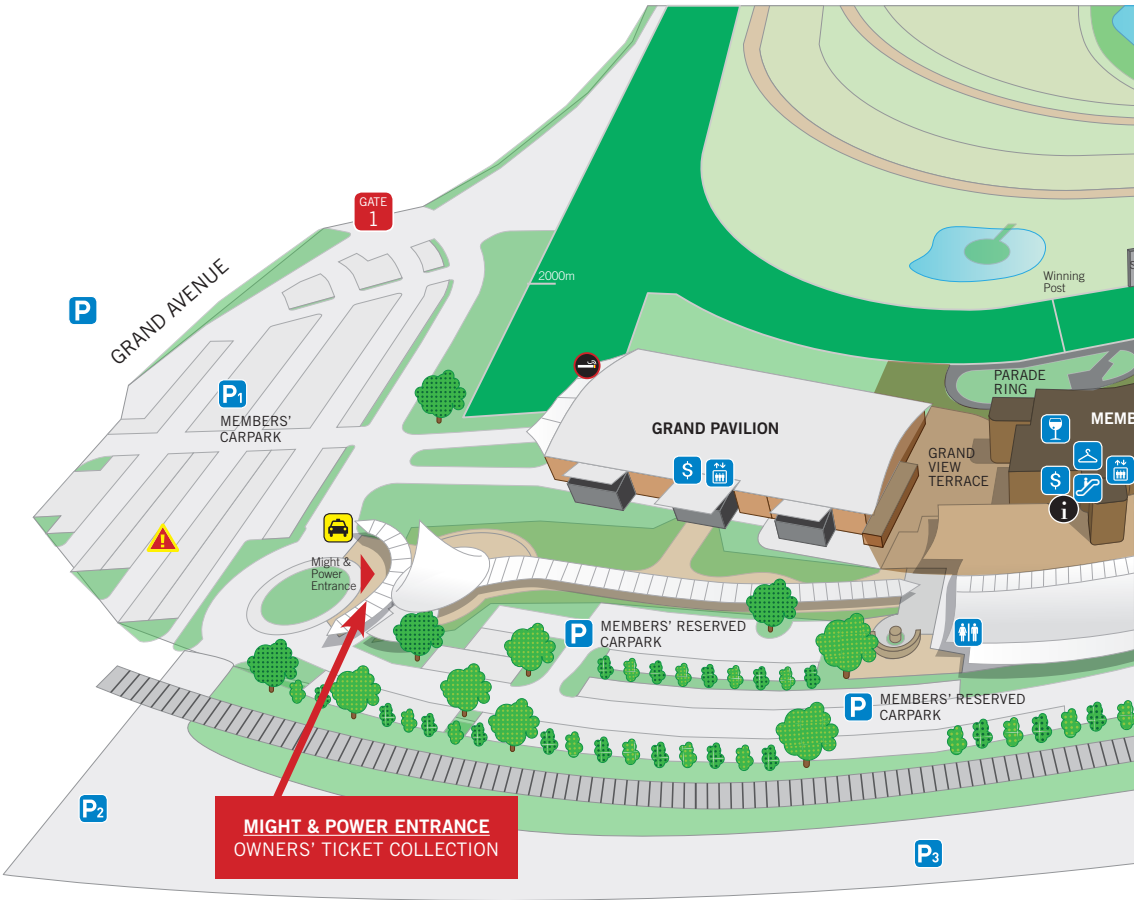 GATE
1
GRAND AVENUE
P
2000m
Winning
Post
S
P1
MEMBERS'
CARPARK
GRAND PAVILION
PARADE
RING
MEMBE
$
GRAND
VIEW
TERRACE
$
i
!
Might &
Power
Entrance
P
MEMBERS' RESERVED
CARPARK
P
MEMBERS' RESERVED
CARPARK
P2
MIGHT & POWER ENTRANCE
OWNERS' TICKET COLLECTION
P3